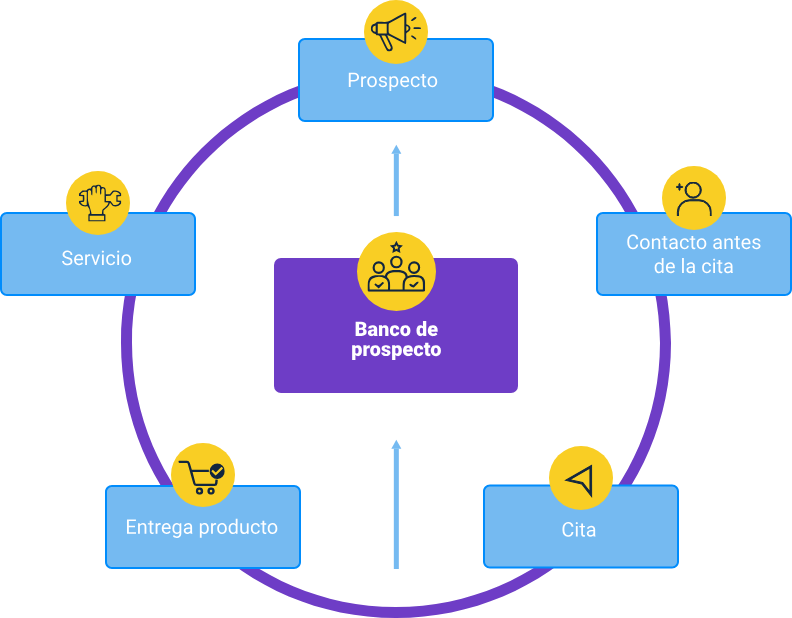 Prospecto
Contacto antes
de la cita
Servicio
Banco de
prospecto
Entrega producto
Cita